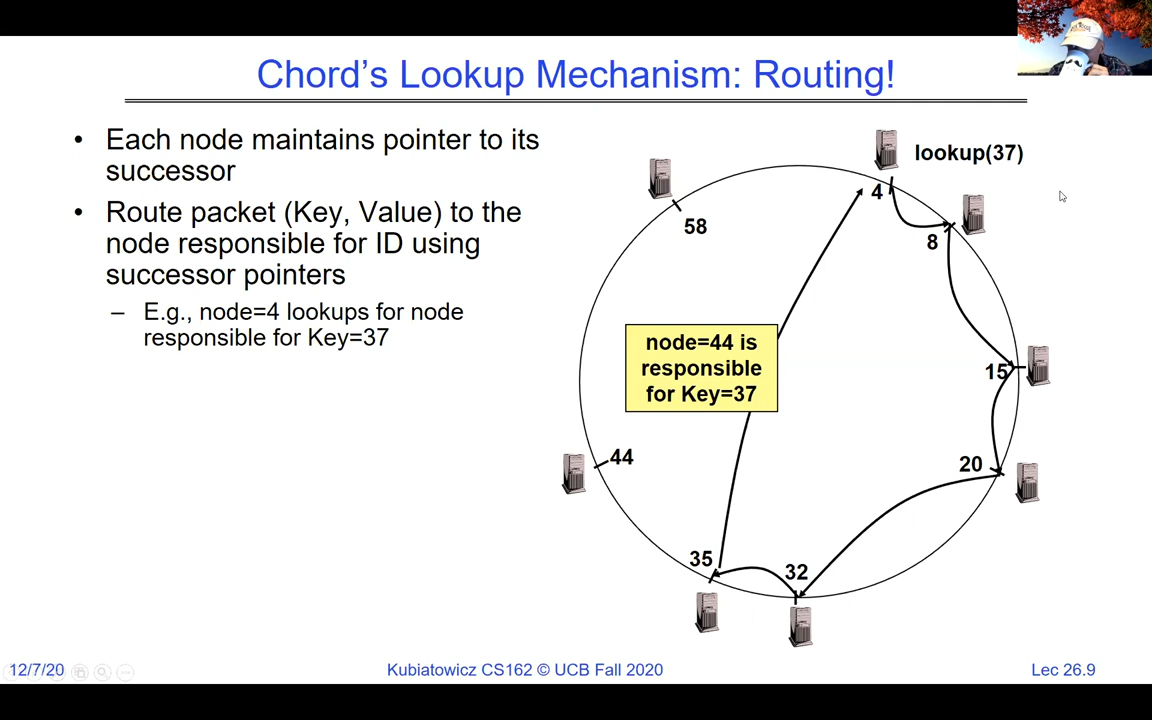 Chord's Lookup Mechanism: Routing!
• Each node maintains pointer to its
successor
• Route packet (Key, Value) to the
node responsible for ID using
successor pointers
– E.g., node=4 lookups for node
responsible for Key=37
lookup(37)
4
58
8
node=44 is
responsible
for Key=37
15
44
20
35
32
12/7/20
Kubiatowicz CS162 © UCB Fall 2020
Lec 26.9